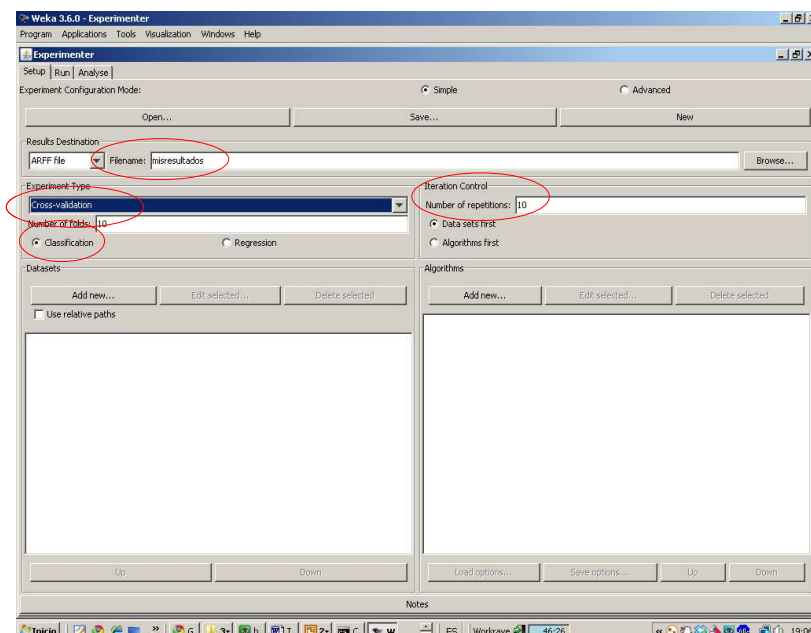 Weka 3.6.0 - Experimenter
Program Applications Tools Visualization Windows Help
Experimenter
Setup Run Analyse
Experiment Configuration Mode: Simple Advanced
Open... Save... New
Results Destination
ARFF file Filename: misresultados Browse...
Experiment Type
Cross-validation
Number of folds: 10
Classification Regression
Iteration Control
Number of repetitions: 10
Data sets first
Algorithms first
Datasets
Add new... Edit selected... Delete selected
Use relative paths
Up Down
Algorithms
Add new... Edit selected... Delete selected
Load options... Save options... Up Down
Notes
Inicio » G 3 b T 2 C W ES Workrave 46:26 « 19:06